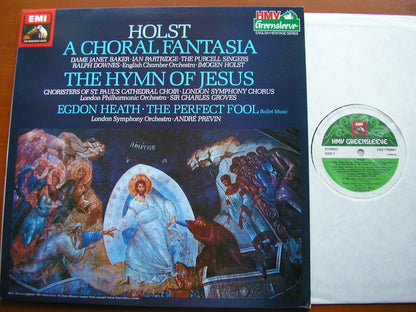 EMI
HOLST
HMV
Greensleeve
ENGLISH HERITAGE SERIES
A CHORAL FANTASIA
DAME JANET BAKER·IAN PARTRIDGE·THE PURCELL SINGERS
RALPH DOWNES·English Chamber Orchestra·IMOGEN HOLST
THE HYMN OF JESUS
CHORISTERS OF ST. PAUL'S CATHEDRAL CHOIR·LONDON SYMPHONY CHORUS
London Philharmonic Orchestra·SIR CHARLES GROVES
EGDON HEATH·THE PERFECT FOOL Ballet Music
London Symphony Orchestra·ANDRÉ PREVIN
HMV GREENSLEEVE
STEREO
SIDE 1